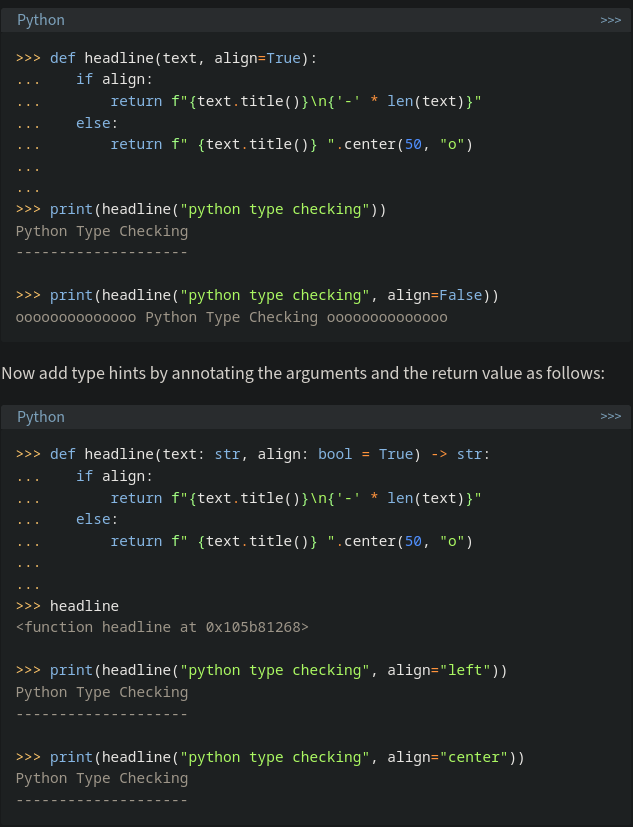 Python >>>
>>> def headline(text, align=True):
...    if align:
...        return f"{text.title()}\n{'-' * len(text)}"
...    else:
...        return f" {text.title()} ".center(50, "o")
...
...
>>> print(headline("python type checking"))
Python Type Checking
--------------------
>>> print(headline("python type checking", align=False))
oooooooooooooo Python Type Checking oooooooooooooo
Now add type hints by annotating the arguments and the return value as follows:
Python >>>
>>> def headline(text: str, align: bool = True) -> str:
...    if align:
...        return f"{text.title()}\n{'-' * len(text)}"
...    else:
...        return f" {text.title()} ".center(50, "o")
...
...
>>> headline
<function headline at 0x105b81268>
>>> print(headline("python type checking", align="left"))
Python Type Checking
--------------------
>>> print(headline("python type checking", align="center"))
Python Type Checking
--------------------